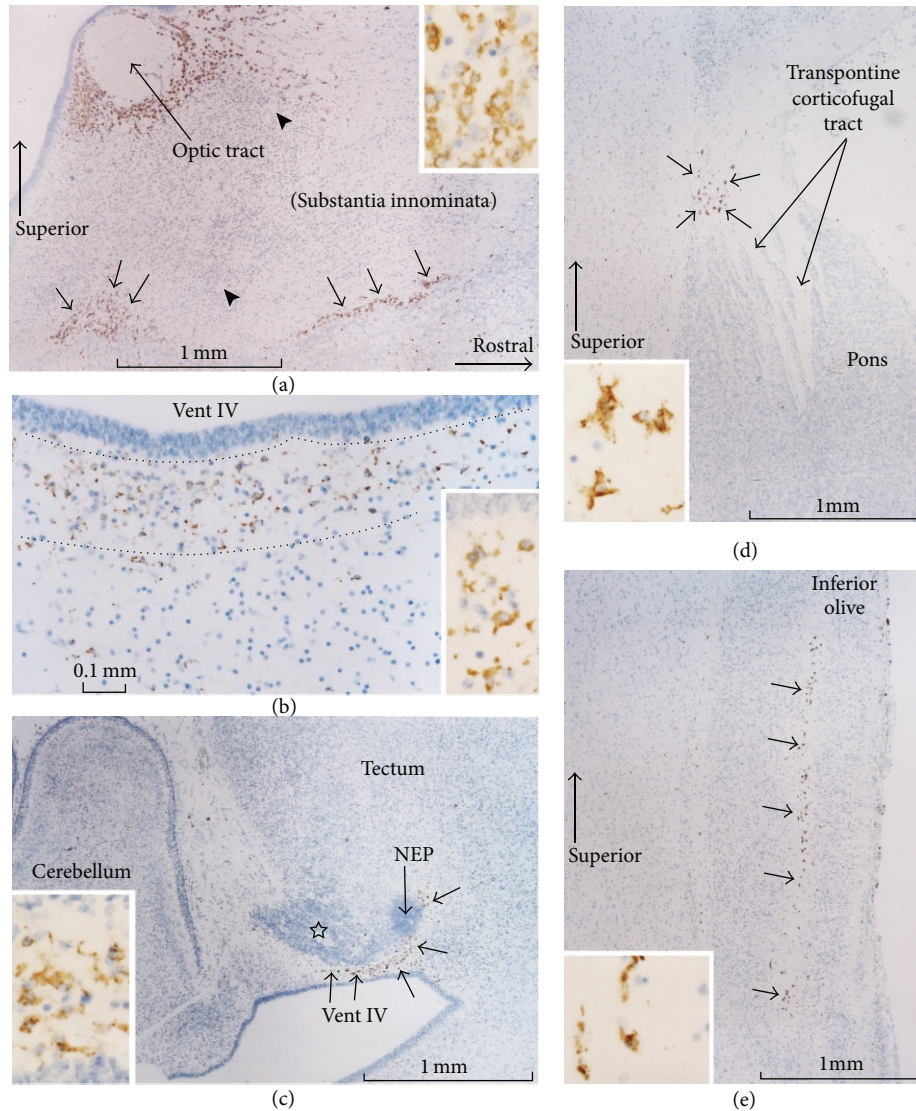 Optic tract
(Substantia innominata)
Superior
1 mm
Rostral
(a)
Vent IV
0.1 mm
(b)
Tectum
Cerebellum
NEP
Vent IV
1 mm
(c)
Transpontine
corticofugal
tract
Superior
Pons
1mm
(d)
Inferior
olive
Superior
1mm
(e)